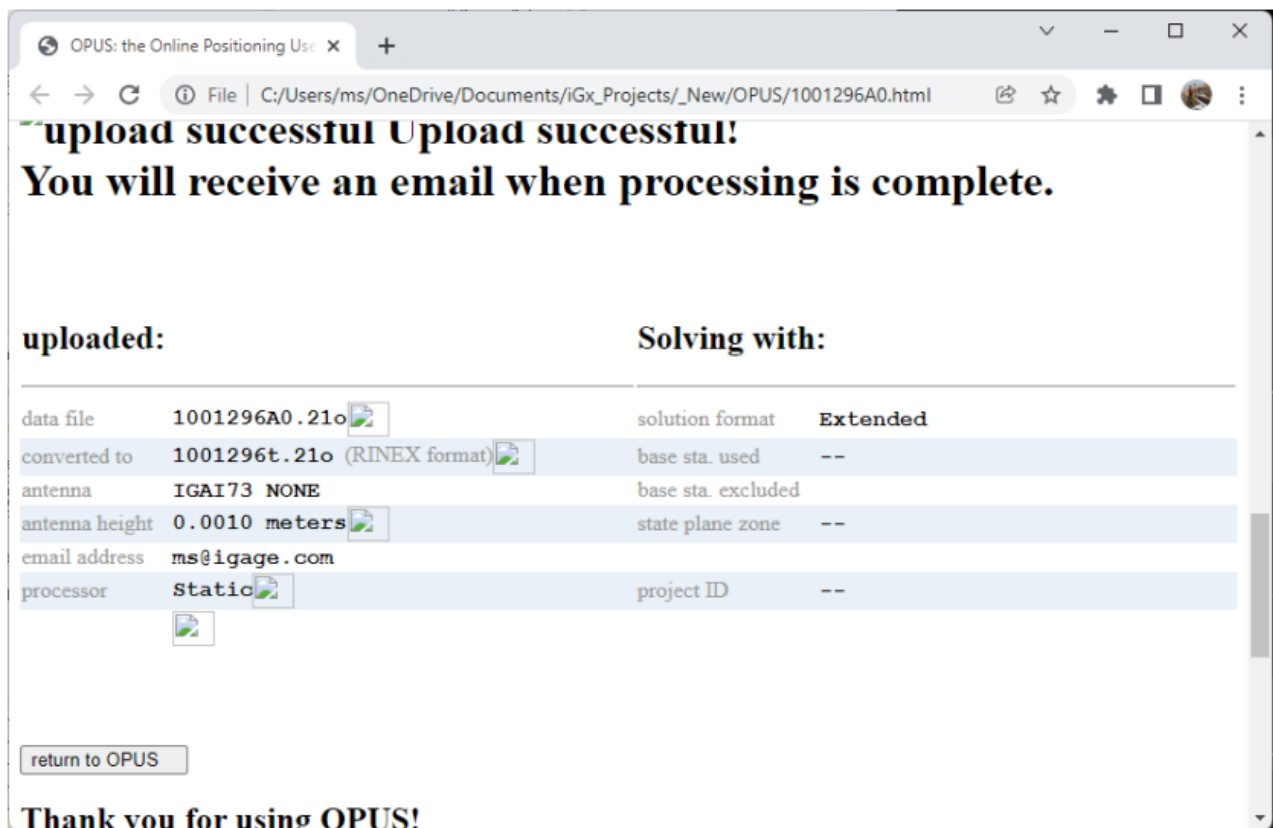 OPUS: the Online Positioning Use
File | C:/Users/ms/OneDrive/Documents/iGx_Projects/_New/OPUS/1001296A0.html
upload successful Upload successful!
You will receive an email when processing is complete.
uploaded: Solving with:
data file 1001296A0.21o solution format Extended
converted to 1001296t.21o (RINEX format) base sta. used --
antenna IGAI73 NONE base sta. excluded
antenna height 0.0010 meters state plane zone --
email address ms@igage.com
processor Static project ID --
return to OPUS
Thank you for using OPUS!